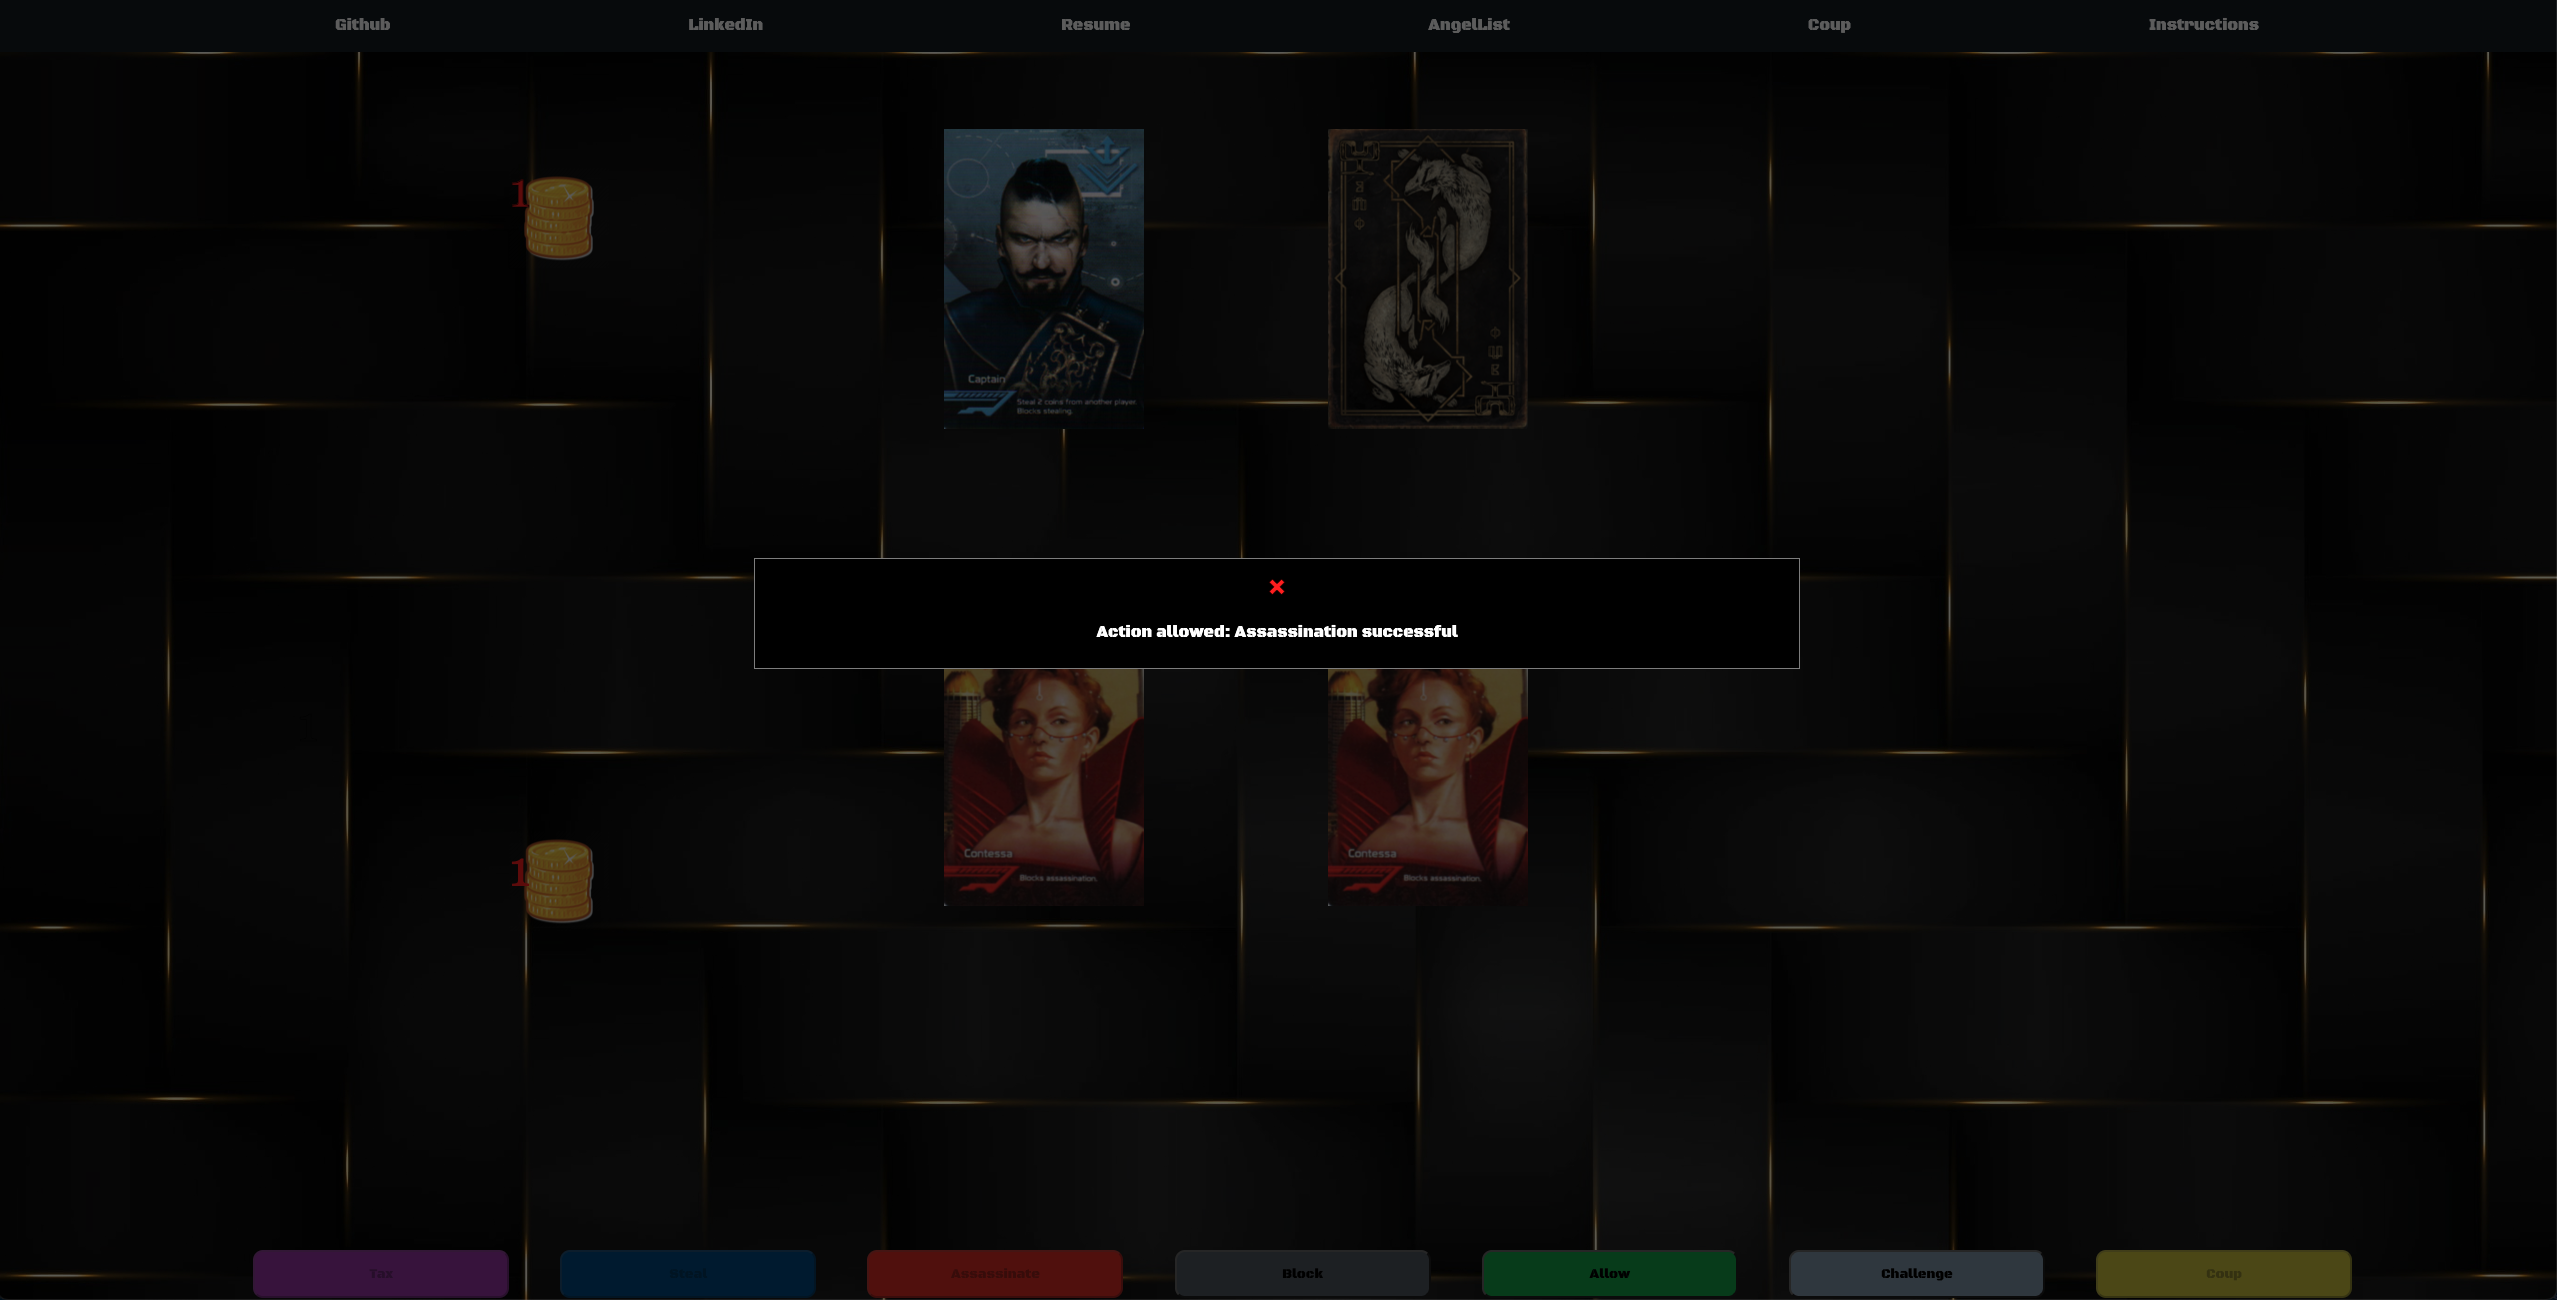 Github LinkedIn Resume AngelList Coup Instructions
1
Captain
Steal 2 coins from another player.
Blocks stealing.
×
Action allowed: Assassination successful
1
Contessa
Blocks assassination.
Contessa
Blocks assassination.
Tax Steal Assassinate Block Allow Challenge Coup